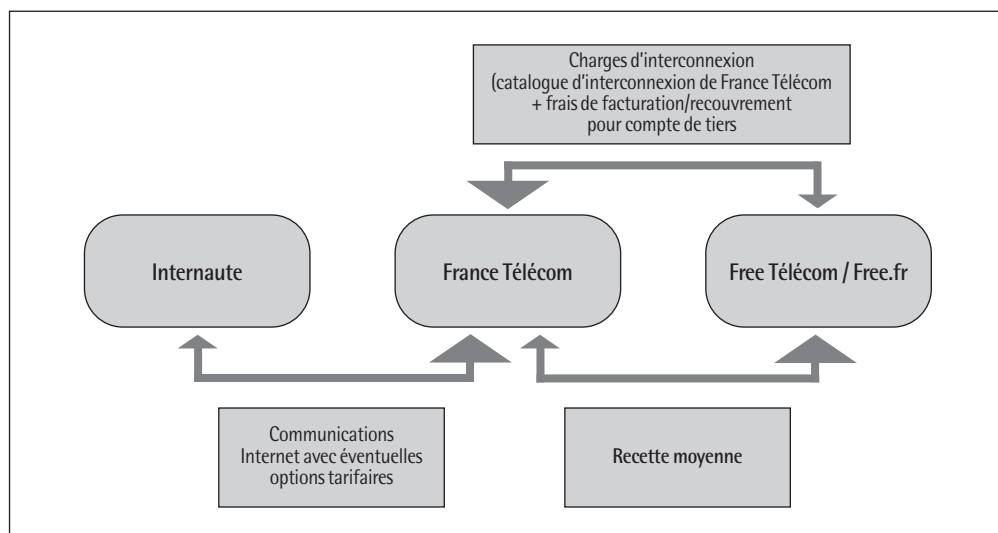 Charges d'interconnexion
(catalogue d'interconnexion de France Télécom
+ frais de facturation/recouvrement
pour compte de tiers
Internaute
France Télécom
Free Télécom / Free.fr
Communications
Internet avec éventuelles
options tarifaires
Recette moyenne